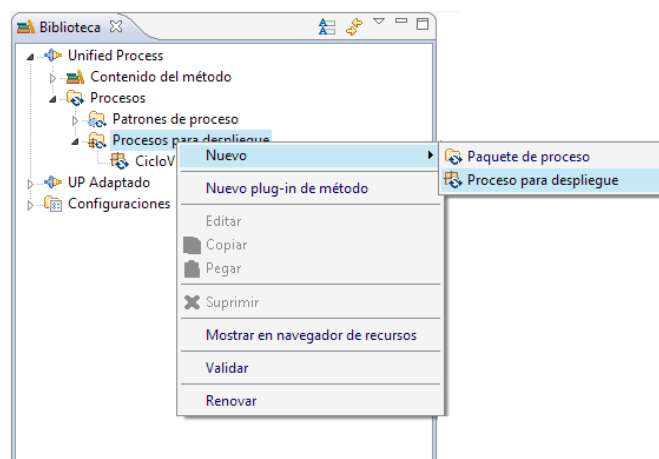 Biblioteca
Unified Process
Contenido del método
Procesos
Patrones de proceso
Procesos para despliegue
CicloV
UP Adaptado
Configuraciones
Nuevo
Nuevo plug-in de método
Editar
Copiar
Pegar
Suprimir
Mostrar en navegador de recursos
Validar
Renovar
Paquete de proceso
Proceso para despliegue